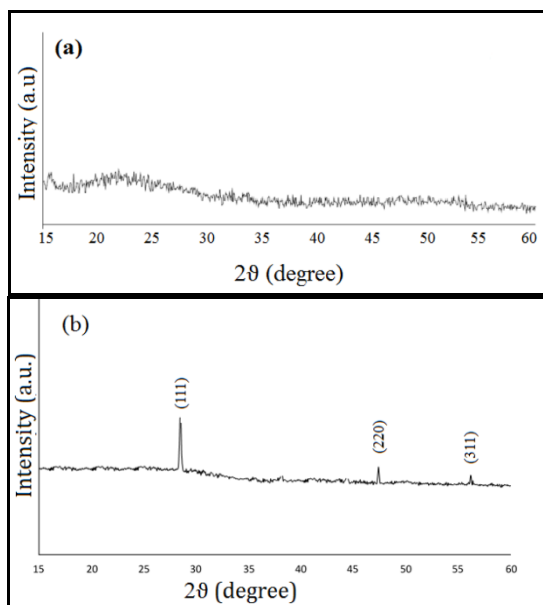 (a)
Intensity (a.u)
15 20 25 30 35 40 45 50 55 60
2ϑ (degree)
(b)
Intensity (a.u.)
(111)
(220)
(311)
15 20 25 30 35 40 45 50 55 60
2ϑ (degree)